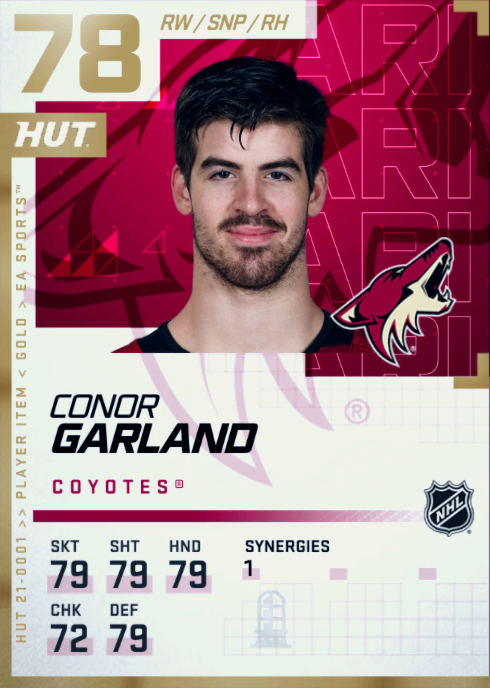 78
RW / SNP / RH
HUT
ARI
ARI
ARI
ARI
HUT 21-0001 >> PLAYER ITEM < GOLD > EA SPORTS™
CONOR
GARLAND
COYOTES®
®
NHL
SKT SHT HND SYNERGIES
79 79 79 1
CHK DEF
72 79